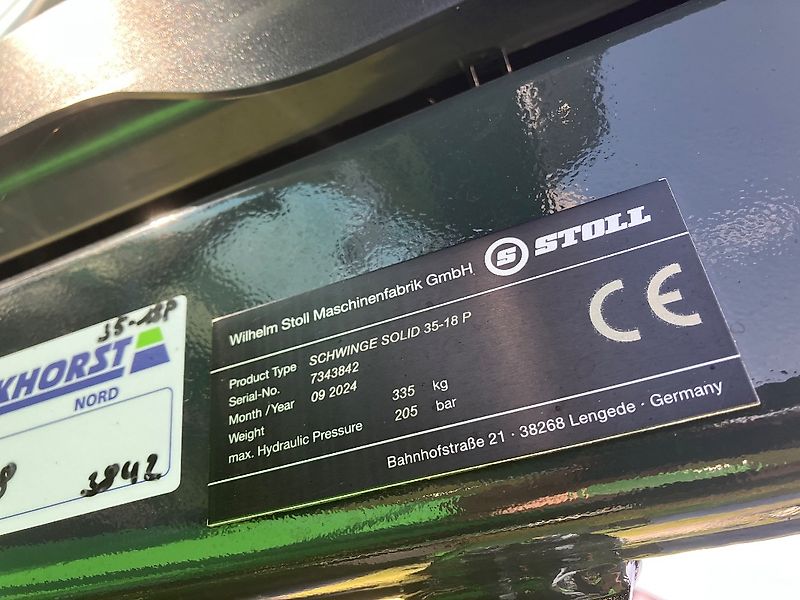 35-18P
KHORST
NORD
8
3842
S STOLL
Wilhelm Stoll Maschinenfabrik GmbH
CE
Product Type SCHWINGE SOLID 35-18 P
Serial-No. 7343842
Month / Year 09 2024
Weight 335 kg
max. Hydraulic Pressure 205 bar
Bahnhofstraße 21 · 38268 Lengede · Germany